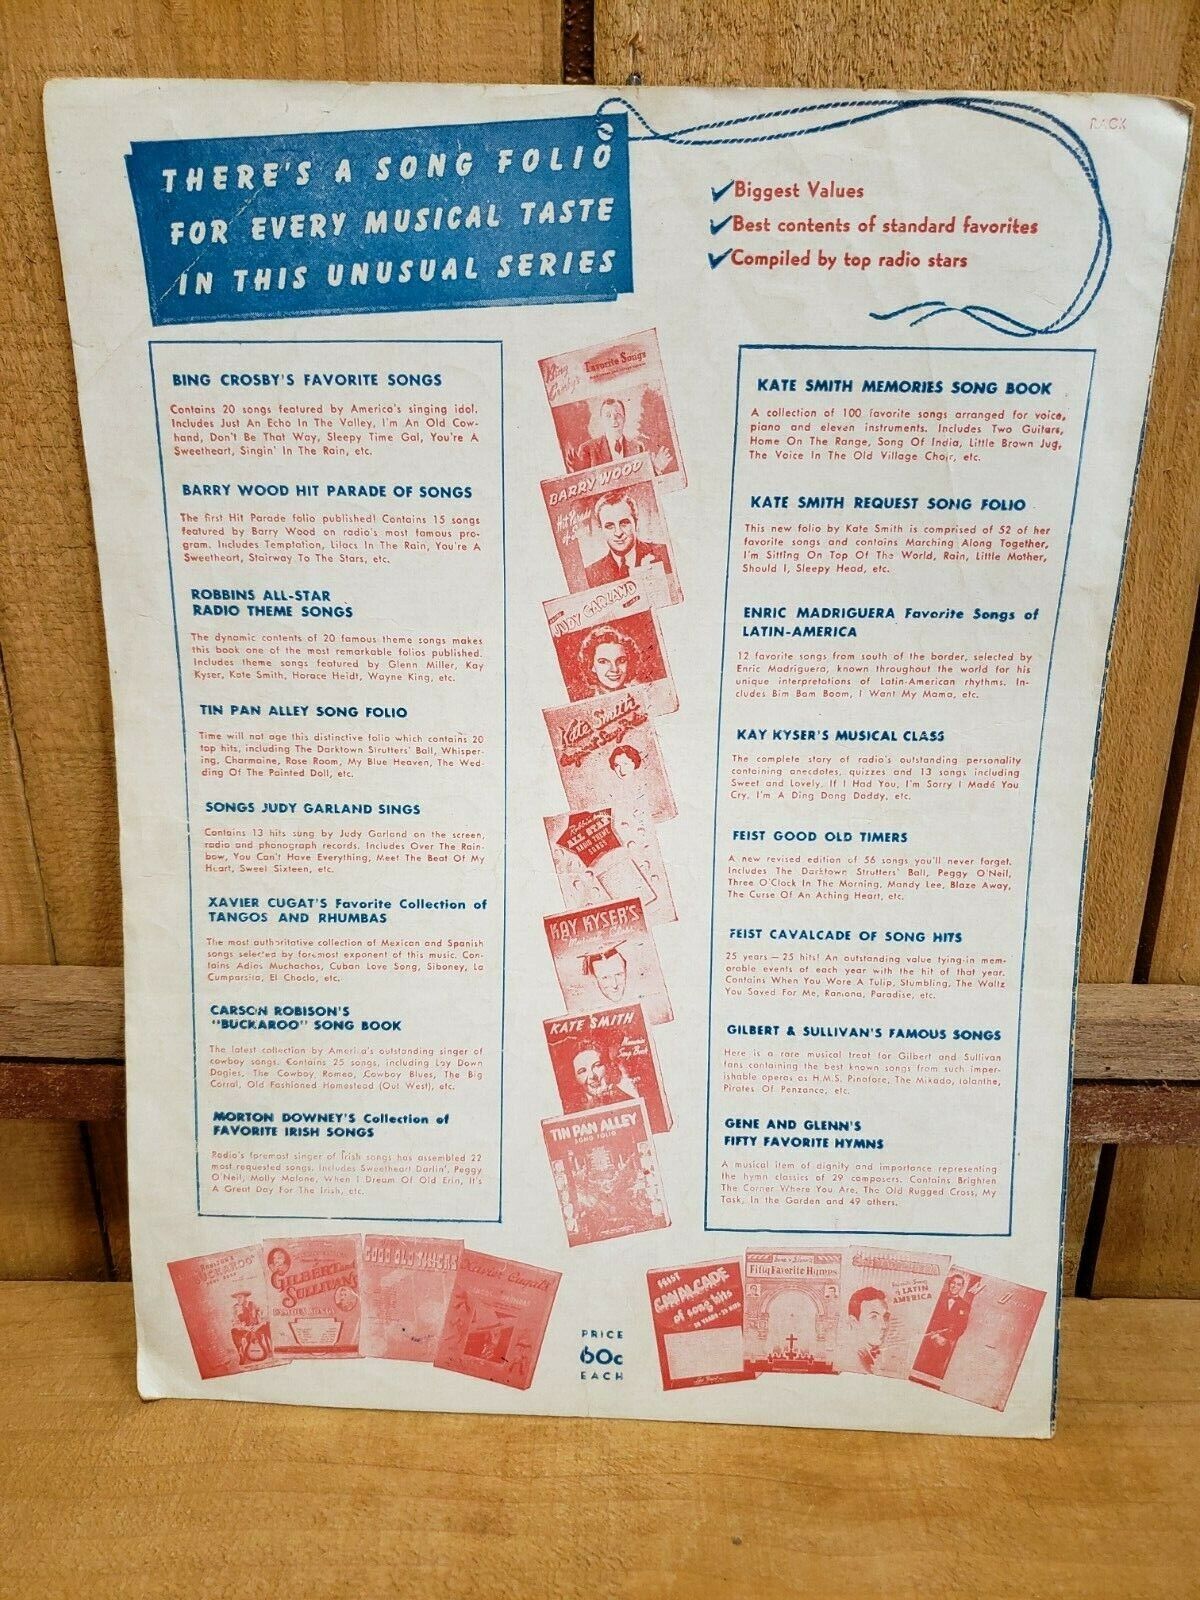 THERE'S A SONG FOLIO
FOR EVERY MUSICAL TASTE
IN THIS UNUSUAL SERIES
Biggest Values
Best contents of standard favorites
Compiled by top radio stars
BING CROSBY'S FAVORITE SONGS
Contains 20 songs featured by America's singing idol.
Includes Just An Echo In The Valley, I'm An Old Cow-
hand, Don't Be That Way, Sleepy Time Gal, You're A
Sweetheart, Singin' In The Rain, etc.
BARRY WOOD HIT PARADE OF SONGS
The first Hit Parade folio published! Contains 15 songs
featured by Barry Wood on radio's most famous pro-
gram. Includes Temptation, Lilacs In The Rain, You're A
Sweetheart, Stairway To The Stars, etc.
ROBBINS ALL-STAR
RADIO THEME SONGS
The dynamic contents of 20 famous theme songs makes
this book one of the most remarkable folios published.
Includes theme songs featured by Glenn Miller, Kay
Kyser, Kate Smith, Horace Heidt, Wayne King, etc.
TIN PAN ALLEY SONG FOLIO
Time will not age this distinctive folio which contains 20
top hits, including The Darktown Strutters' Ball, Whisper-
ing, Charmaine, Rose Room, My Blue Heaven, The Wed-
ding Of The Painted Doll, etc.
SONGS JUDY GARLAND SINGS
Contains 13 hits sung by Judy Garland on the screen,
radio and phonograph records. Includes Over The Rain-
bow, You Can't Have Everything, Meet The Beat Of My
Heart, Sweet Sixteen, etc.
XAVIER CUGAT'S Favorite Collection of
TANGOS AND RHUMBAS
The most authoritative collection of Mexican and Spanish
songs selected by foremost exponent of this music. Con-
tains Adios Muchachos, Cuban Love Song, Siboney, La
Cumparsita, El Choclo, etc.
CARSON ROBISON'S
"BUCKAROO" SONG BOOK
The latest collection by America's outstanding singer of
cowboy songs. Contains 25 songs, including Lay Down
Dogies, The Cowboy, Romeo, Cowboy Blues, The Big
Corral, Old Fashioned Homestead (Out West), etc.
MORTON DOWNEY'S Collection of
FAVORITE IRISH SONGS
Radio's foremost singer of Irish songs has assembled 22
most requested songs. Includes Sweetheart Darlin', Peggy
O'Neil, Molly Malone, When I Dream Of Old Erin, It's
A Great Day For The Irish, etc.
Bing Crosby's Favorite Songs
BARRY WOOD
JUDY GARLAND
Kate Smith
Robbins
ALL STAR
RADIO THEME
SONGS
KAY KYSER'S
KATE SMITH
Memories
Song Book
TIN PAN ALLEY
SONG FOLIO
KATE SMITH MEMORIES SONG BOOK
A collection of 100 favorite songs arranged for voice,
piano and eleven instruments. Includes Two Guitars,
Home On The Range, Song Of India, Little Brown Jug,
The Voice In The Old Village Choir, etc.
KATE SMITH REQUEST SONG FOLIO
This new folio by Kate Smith is comprised of 52 of her
favorite songs and contains Marching Along Together,
I'm Sitting On Top Of The World, Rain, Little Mother,
Should I, Sleepy Head, etc.
ENRIC MADRIGUERA Favorite Songs of
LATIN-AMERICA
12 favorite songs from south of the border, selected by
Enric Madriguera, known throughout the world for his
unique interpretations of Latin-American rhythms. In-
cludes Bim Bam Boom, I Want My Mama, etc.
KAY KYSER'S MUSICAL CLASS
The complete story of radio's outstanding personality
containing anecdotes, quizzes and 13 songs including
Sweet and Lovely, If I Had You, I'm Sorry I Made You
Cry, I'm A Ding Dong Daddy, etc.
FEIST GOOD OLD TIMERS
A new revised edition of 56 songs you'll never forget.
Includes The Darktown Strutters' Ball, Peggy O'Neil,
Three O'Clock In The Morning, Mandy Lee, Blaze Away,
The Curse Of An Aching Heart, etc.
FEIST CAVALCADE OF SONG HITS
25 years — 25 hits! An outstanding value tying-in mem-
orable events of each year with the hit of that year.
Contains When You Wore A Tulip, Stumbling, The Waltz
You Saved For Me, Ramona, Paradise, etc.
GILBERT & SULLIVAN'S FAMOUS SONGS
Here is a rare musical treat for Gilbert and Sullivan
fans containing the best known songs from such imper-
ishable operas as H.M.S. Pinafore, The Mikado, Iolanthe,
Pirates Of Penzance, etc.
GENE AND GLENN'S
FIFTY FAVORITE HYMNS
A musical item of dignity and importance representing
the hymn classics of 29 composers. Contains Brighten
The Corner Where You Are, The Old Rugged Cross, My
Task, In the Garden and 49 others.
BUCKAROO
GILBERT and
SULLIVAN'S
FAMOUS SONGS
GOOD OLD TIMERS
Xavier Cugat's
PRICE
60c
EACH
FEIST
CAVALCADE
of song hits
25 YEARS - 25 HITS
Fifty Favorite Hymns
LATIN
AMERICA